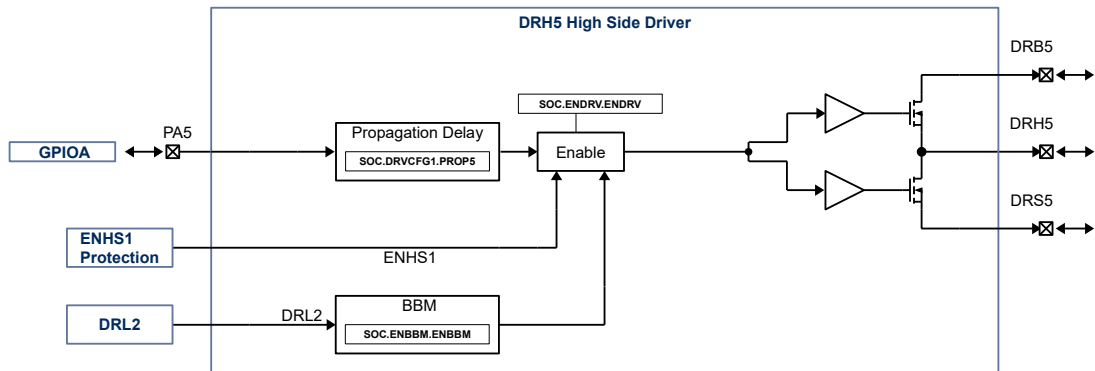 DRH5 High Side Driver
DRB5
SOC.ENDRV.ENDRV
PA5
Propagation Delay
DRH5
GPIOA
SOC.DRVCFG1.PROP5
Enable
DRS5
ENHS1
Protection
ENHS1
BBM
DRL2
DRL2
SOC.ENBBM.ENBBM